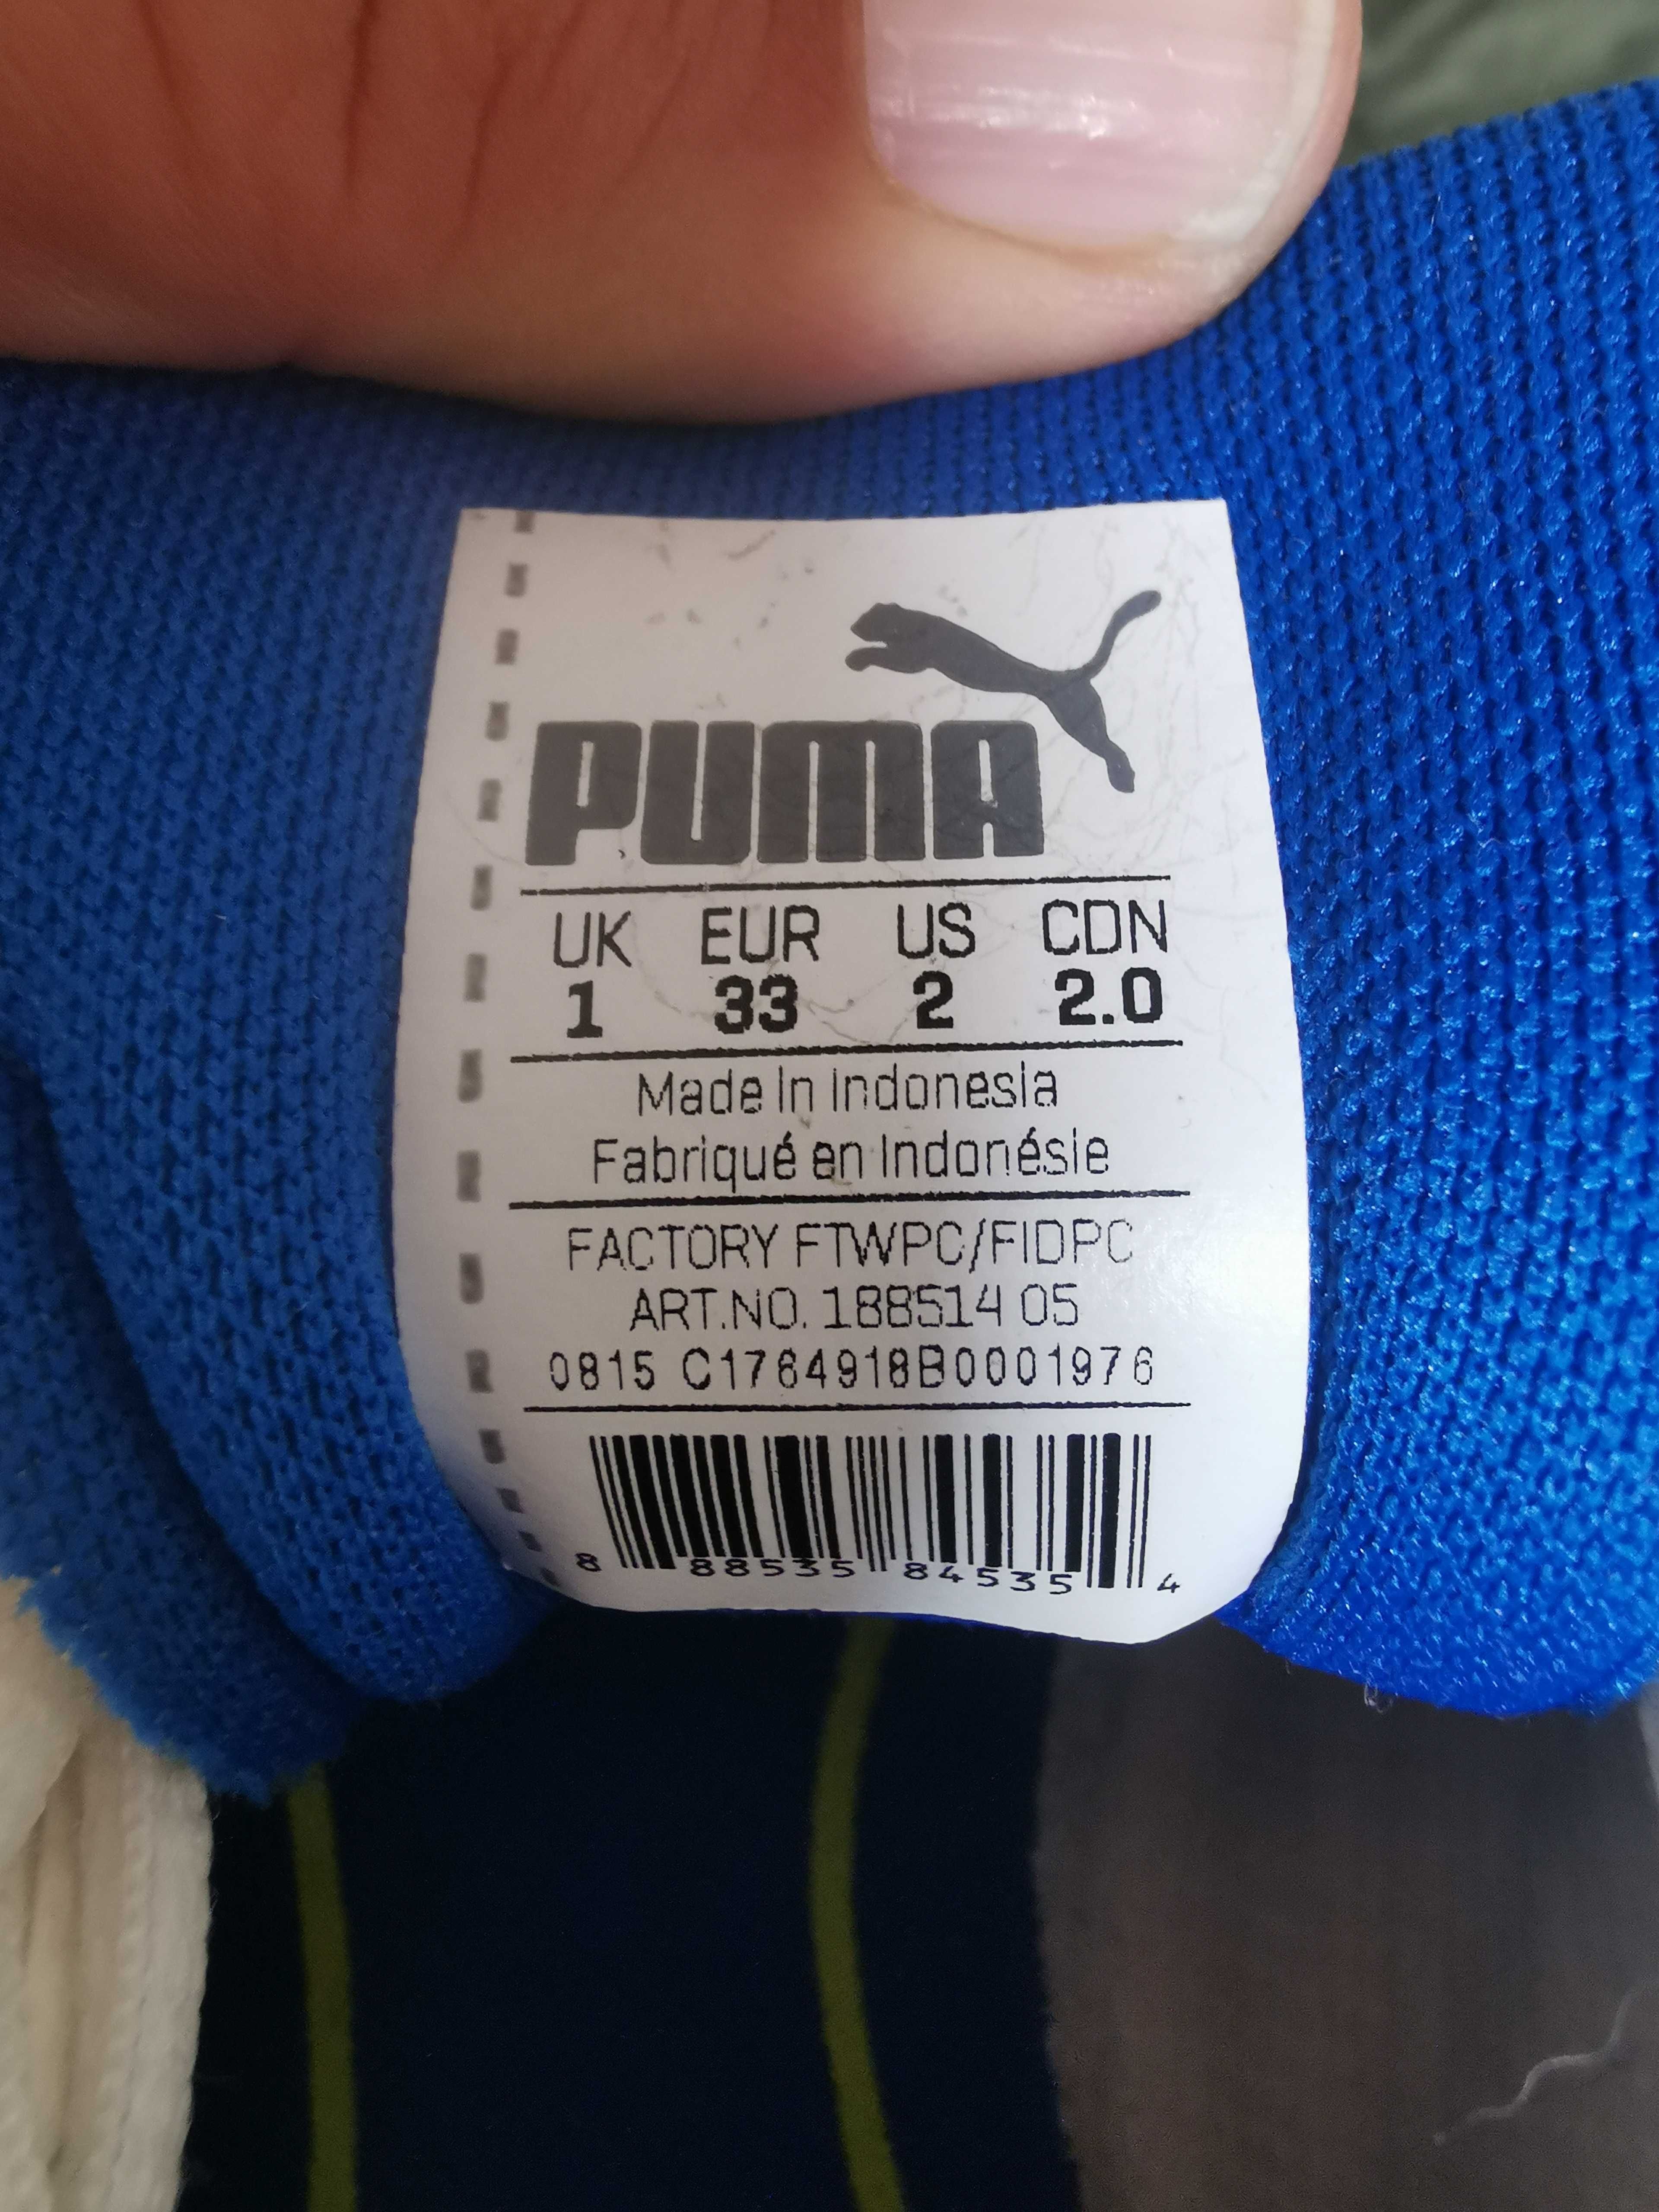 PUMA
UK EUR US CDN
1 33 2 2.0
Made in Indonesia
Fabriqué en Indonésie
FACTORY FTWPC/FIDPC
ART.NO. 188514 05
0815 C1764918B0001976
8 88535 84535 4